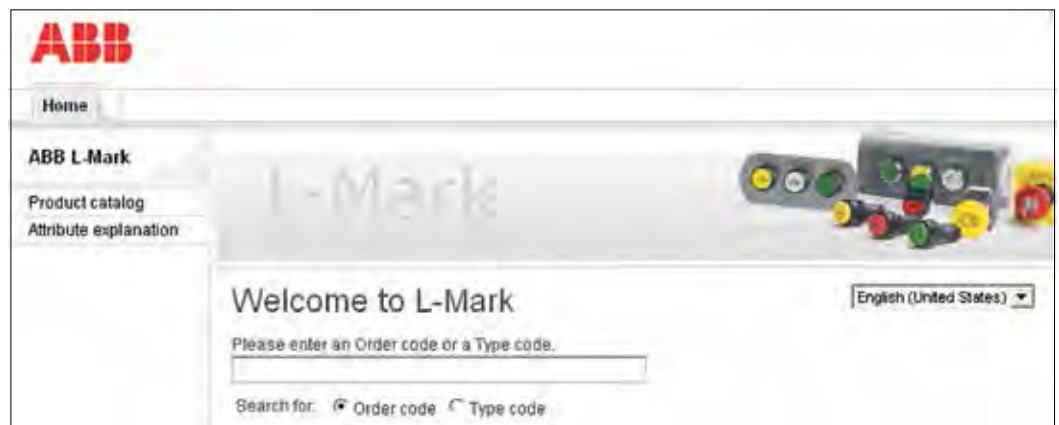 ABB
Home
ABB L-Mark
Product catalog
Attribute explanation
L-Mark
Welcome to L-Mark
English (United States)
Please enter an Order code or a Type code.
Search for: Order code Type code